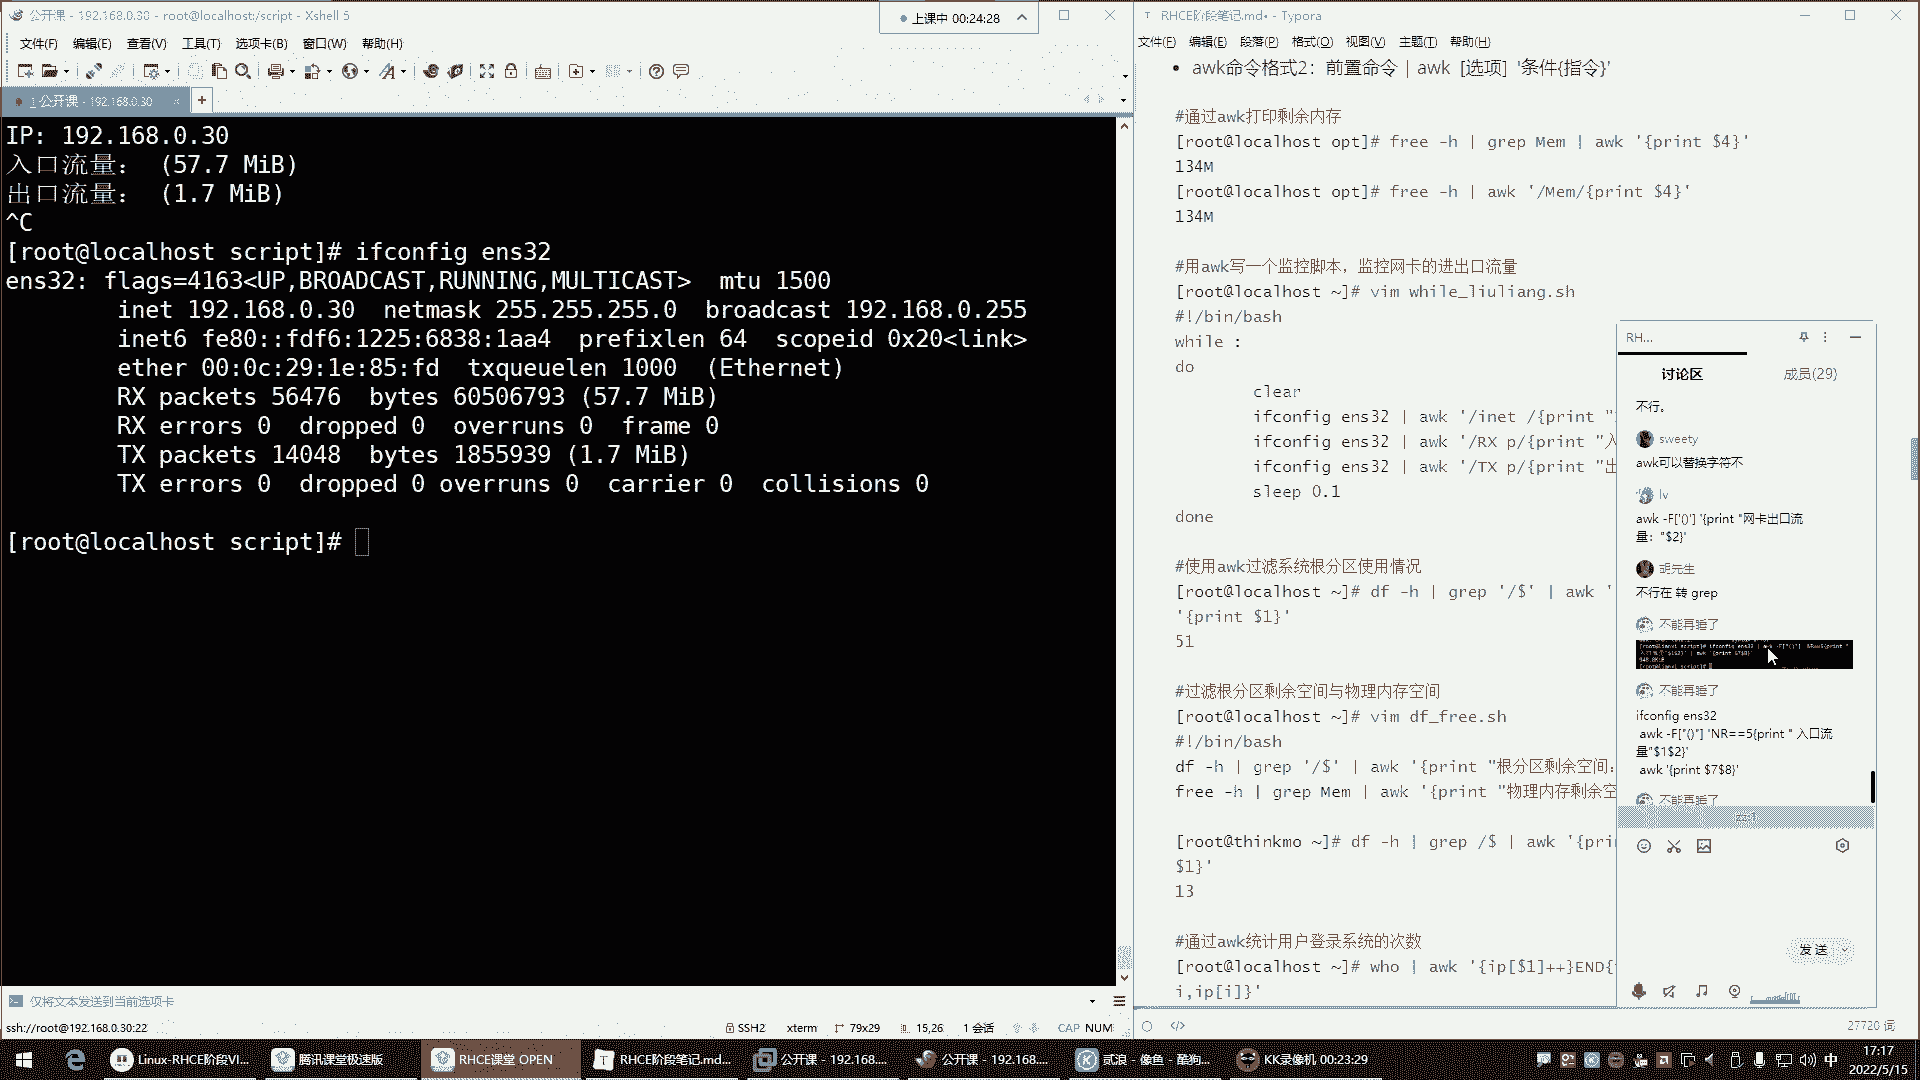 公开课 - 192.168.0.30 - root@localhost:/script - Xshell 5
上课中 00:24:28
文件(F) 编辑(E) 查看(V) 工具(T) 选项卡(B) 窗口(W) 帮助(H)
1 公开课 - 192.168.0.30
IP: 192.168.0.30
入口流量: (57.7 MiB)
出口流量: (1.7 MiB)
^C
[root@localhost script]# ifconfig ens32
ens32: flags=4163<UP,BROADCAST,RUNNING,MULTICAST>  mtu 1500
inet 192.168.0.30  netmask 255.255.255.0  broadcast 192.168.0.255
inet6 fe80::fdf6:1225:6838:1aa4  prefixlen 64  scopeid 0x20<link>
ether 00:0c:29:1e:85:fd  txqueuelen 1000  (Ethernet)
RX packets 56476  bytes 60506793 (57.7 MiB)
RX errors 0  dropped 0  overruns 0  frame 0
TX packets 14048  bytes 1855939 (1.7 MiB)
TX errors 0  dropped 0 overruns 0  carrier 0  collisions 0
[root@localhost script]#
仅将文本发送到当前选项卡
ssh://root@192.168.0.30:22
SSH2 xterm 79x29 15,26 1 会话 CAP NUM
RHCE阶段笔记.md• - Typora
文件(F) 编辑(E) 段落(P) 格式(O) 视图(V) 主题(T) 帮助(H)
• awk命令格式2：前置命令 | awk [选项] '条件{指令}'
#通过awk打印剩余内存
[root@localhost opt]# free -h | grep Mem | awk '{print $4}'
134M
[root@localhost opt]# free -h | awk '/Mem/{print $4}'
134M
#用awk写一个监控脚本，监控网卡的进出口流量
[root@localhost ~]# vim while_liuliang.sh
#!/bin/bash
while :
do
clear
ifconfig ens32 | awk '/inet /{print "
ifconfig ens32 | awk '/RX p/{print "入
ifconfig ens32 | awk '/TX p/{print "出
sleep 0.1
done
#使用awk过滤系统根分区使用情况
[root@localhost ~]# df -h | grep '/$' | awk '
'{print $1}'
51
#过滤根分区剩余空间与物理内存空间
[root@localhost ~]# vim df_free.sh
#!/bin/bash
df -h | grep '/$' | awk '{print "根分区剩余空间:
free -h | grep Mem | awk '{print "物理内存剩余空
[root@thinkmo ~]# df -h | grep /$ | awk '{pri
$1}'
13
#通过awk统计用户登录系统的次数
[root@localhost ~]# who | awk '{ip[$1]++}END{
i,ip[i]}'
27720 词
RH...
讨论区 成员(29)
不行。
sweety
awk可以替换字符不
lv
awk -F['()'] '{print "网卡出口流
量: "$2}'
胡元生
不行在 转 grep
不能再睡了
不能再睡了
ifconfig ens32
awk -F["()"] 'NR==5{print " 入口流
量"$1$2}'
awk '{print $7$8}'
不能再睡了
发送
Linux-RHCE阶段VI... 腾讯课堂极速版 RHCE课堂 OPEN RHCE阶段笔记.md... 公开课 - 192.168.... 公开课 - 192.168.... 贰浪 - 像鱼 - 酷狗... KK录像机 00:23:29 中
17:17
2022/5/15